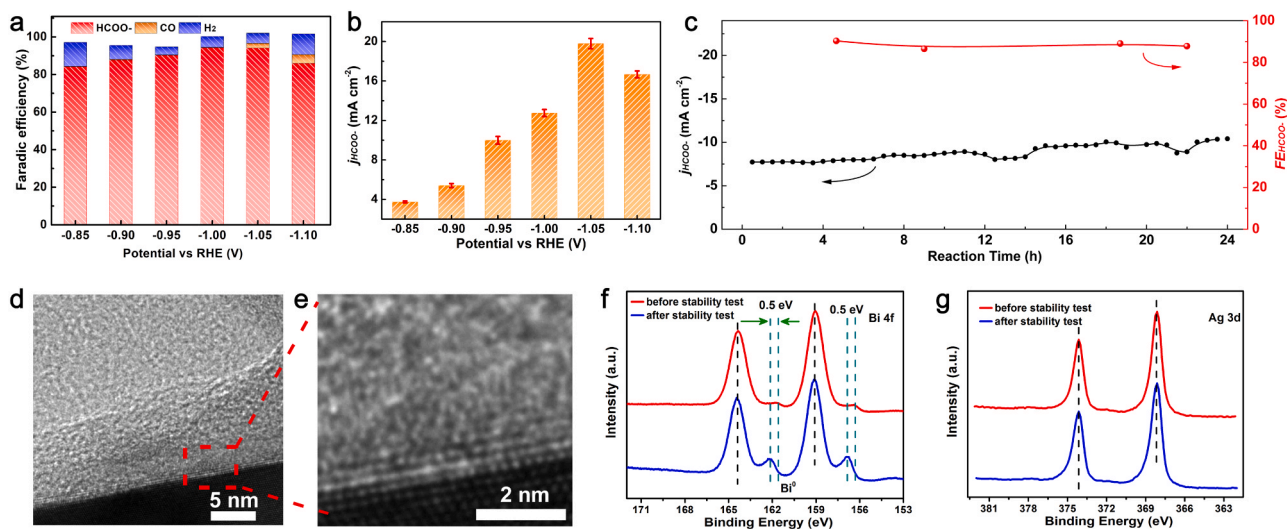 a
HCOO- CO H₂
Faradic efficiency (%)
100
80
60
40
20
0
-0.85 -0.90 -0.95 -1.00 -1.05 -1.10
Potential vs RHE (V)
b
jHCOO- (mA cm⁻²)
20
16
12
8
4
-0.85 -0.90 -0.95 -1.00 -1.05 -1.10
Potential vs RHE (V)
c
jHCOO- (mA cm⁻²)
-20
-15
-10
-5
0
0 4 8 12 16 20 24
Reaction Time (h)
100
80
60
40
20
0
FEHCOO- (%)
d
5 nm
e
2 nm
f
before stability test
after stability test
0.5 eV
0.5 eV
Bi 4f
Bi⁰
Intensity (a.u.)
171 168 165 162 159 156 153
Binding Energy (eV)
g
before stability test
after stability test
Ag 3d
Intensity (a.u.)
381 378 375 372 369 366 363
Binding Energy (eV)